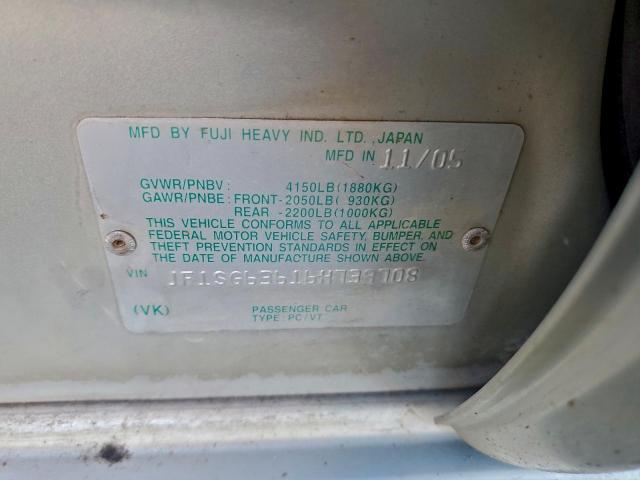 MFD BY FUJI HEAVY IND. LTD.,JAPAN
MFD IN 11/05
GVWR/PNBV : 4150LB(1880KG)
GAWR/PNBE: FRONT-2050LB( 930KG)
REAR -2200LB(1000KG)
THIS VEHICLE CONFORMS TO ALL APPLICABLE
FEDERAL MOTOR VEHICLE SAFETY, BUMPER, AND
THEFT PREVENTION STANDARDS IN EFFECT ON
THE DATE OF MANUFACTURE SHOWN ABOVE.
VIN
(VK) PASSENGER CAR
TYPE: PC/VT